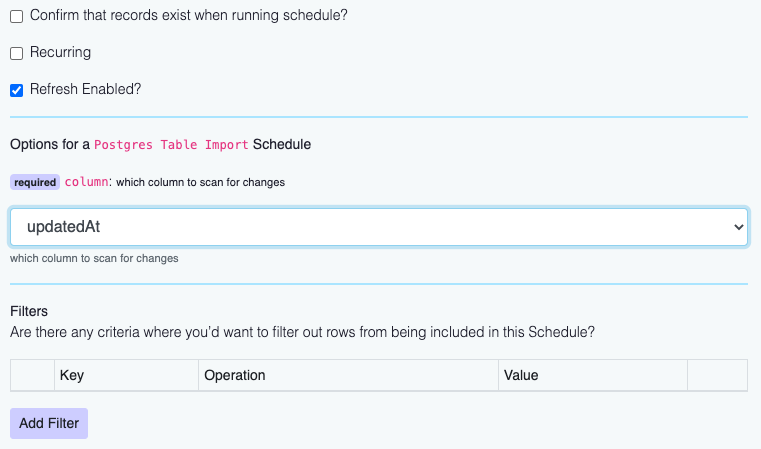 Confirm that records exist when running schedule?
Recurring
Refresh Enabled?
Options for a Postgres Table Import Schedule
required column: which column to scan for changes
updatedAt
which column to scan for changes
Filters
Are there any criteria where you'd want to filter out rows from being included in this Schedule?
Key Operation Value
Add Filter